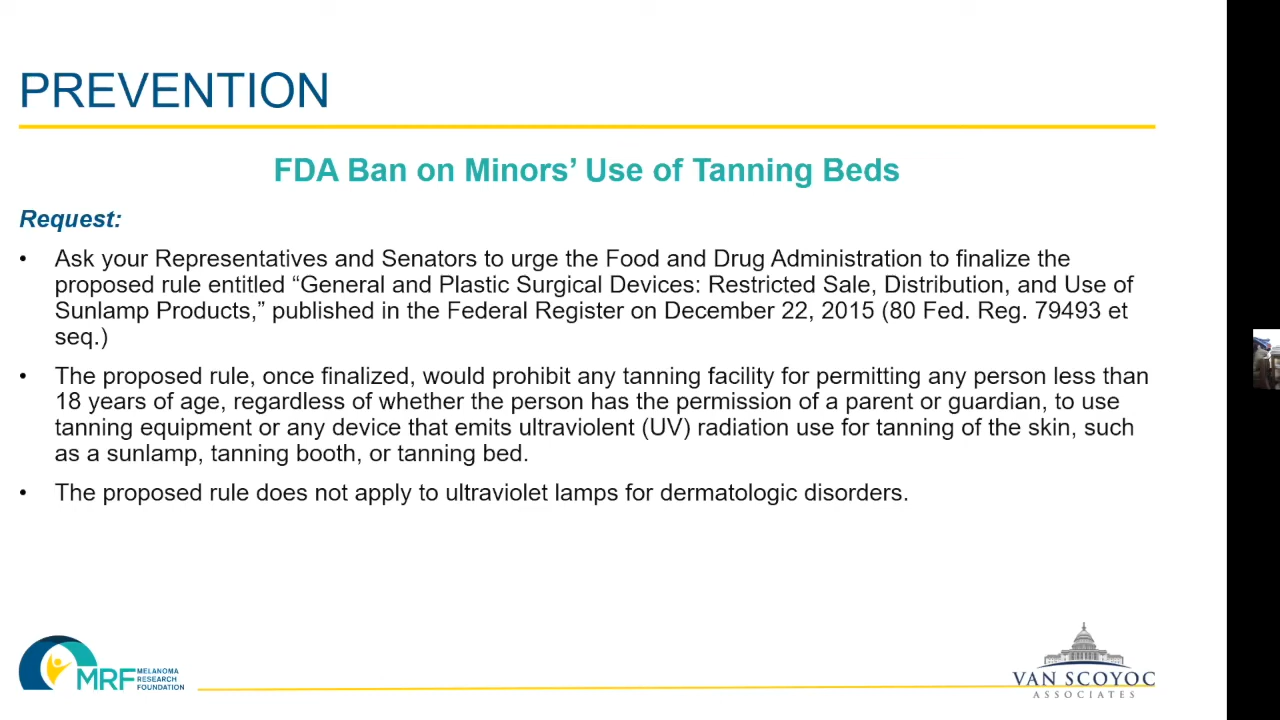 PREVENTION
FDA Ban on Minors’ Use of Tanning Beds
Request:
• Ask your Representatives and Senators to urge the Food and Drug Administration to finalize the
proposed rule entitled “General and Plastic Surgical Devices: Restricted Sale, Distribution, and Use of
Sunlamp Products,” published in the Federal Register on December 22, 2015 (80 Fed. Reg. 79493 et
seq.)
• The proposed rule, once finalized, would prohibit any tanning facility for permitting any person less than
18 years of age, regardless of whether the person has the permission of a parent or guardian, to use
tanning equipment or any device that emits ultraviolent (UV) radiation use for tanning of the skin, such
as a sunlamp, tanning booth, or tanning bed.
• The proposed rule does not apply to ultraviolet lamps for dermatologic disorders.
MRF MELANOMA
RESEARCH
FOUNDATION
VAN SCOYOC
ASSOCIATES